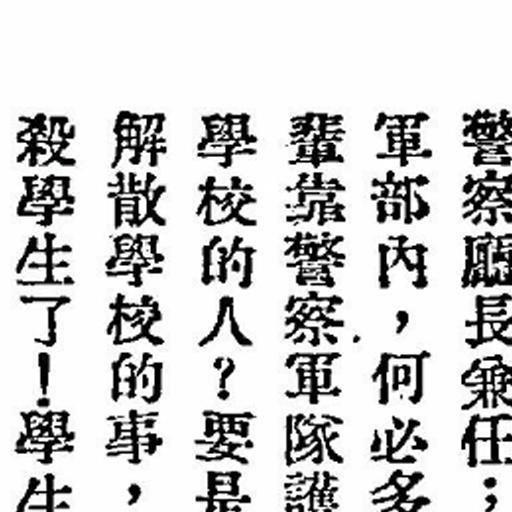 警察廳長兼任；
軍部內，何必多
輩靠警察軍隊護
學校的人？要是
解散學校的事，
殺學生了！學生